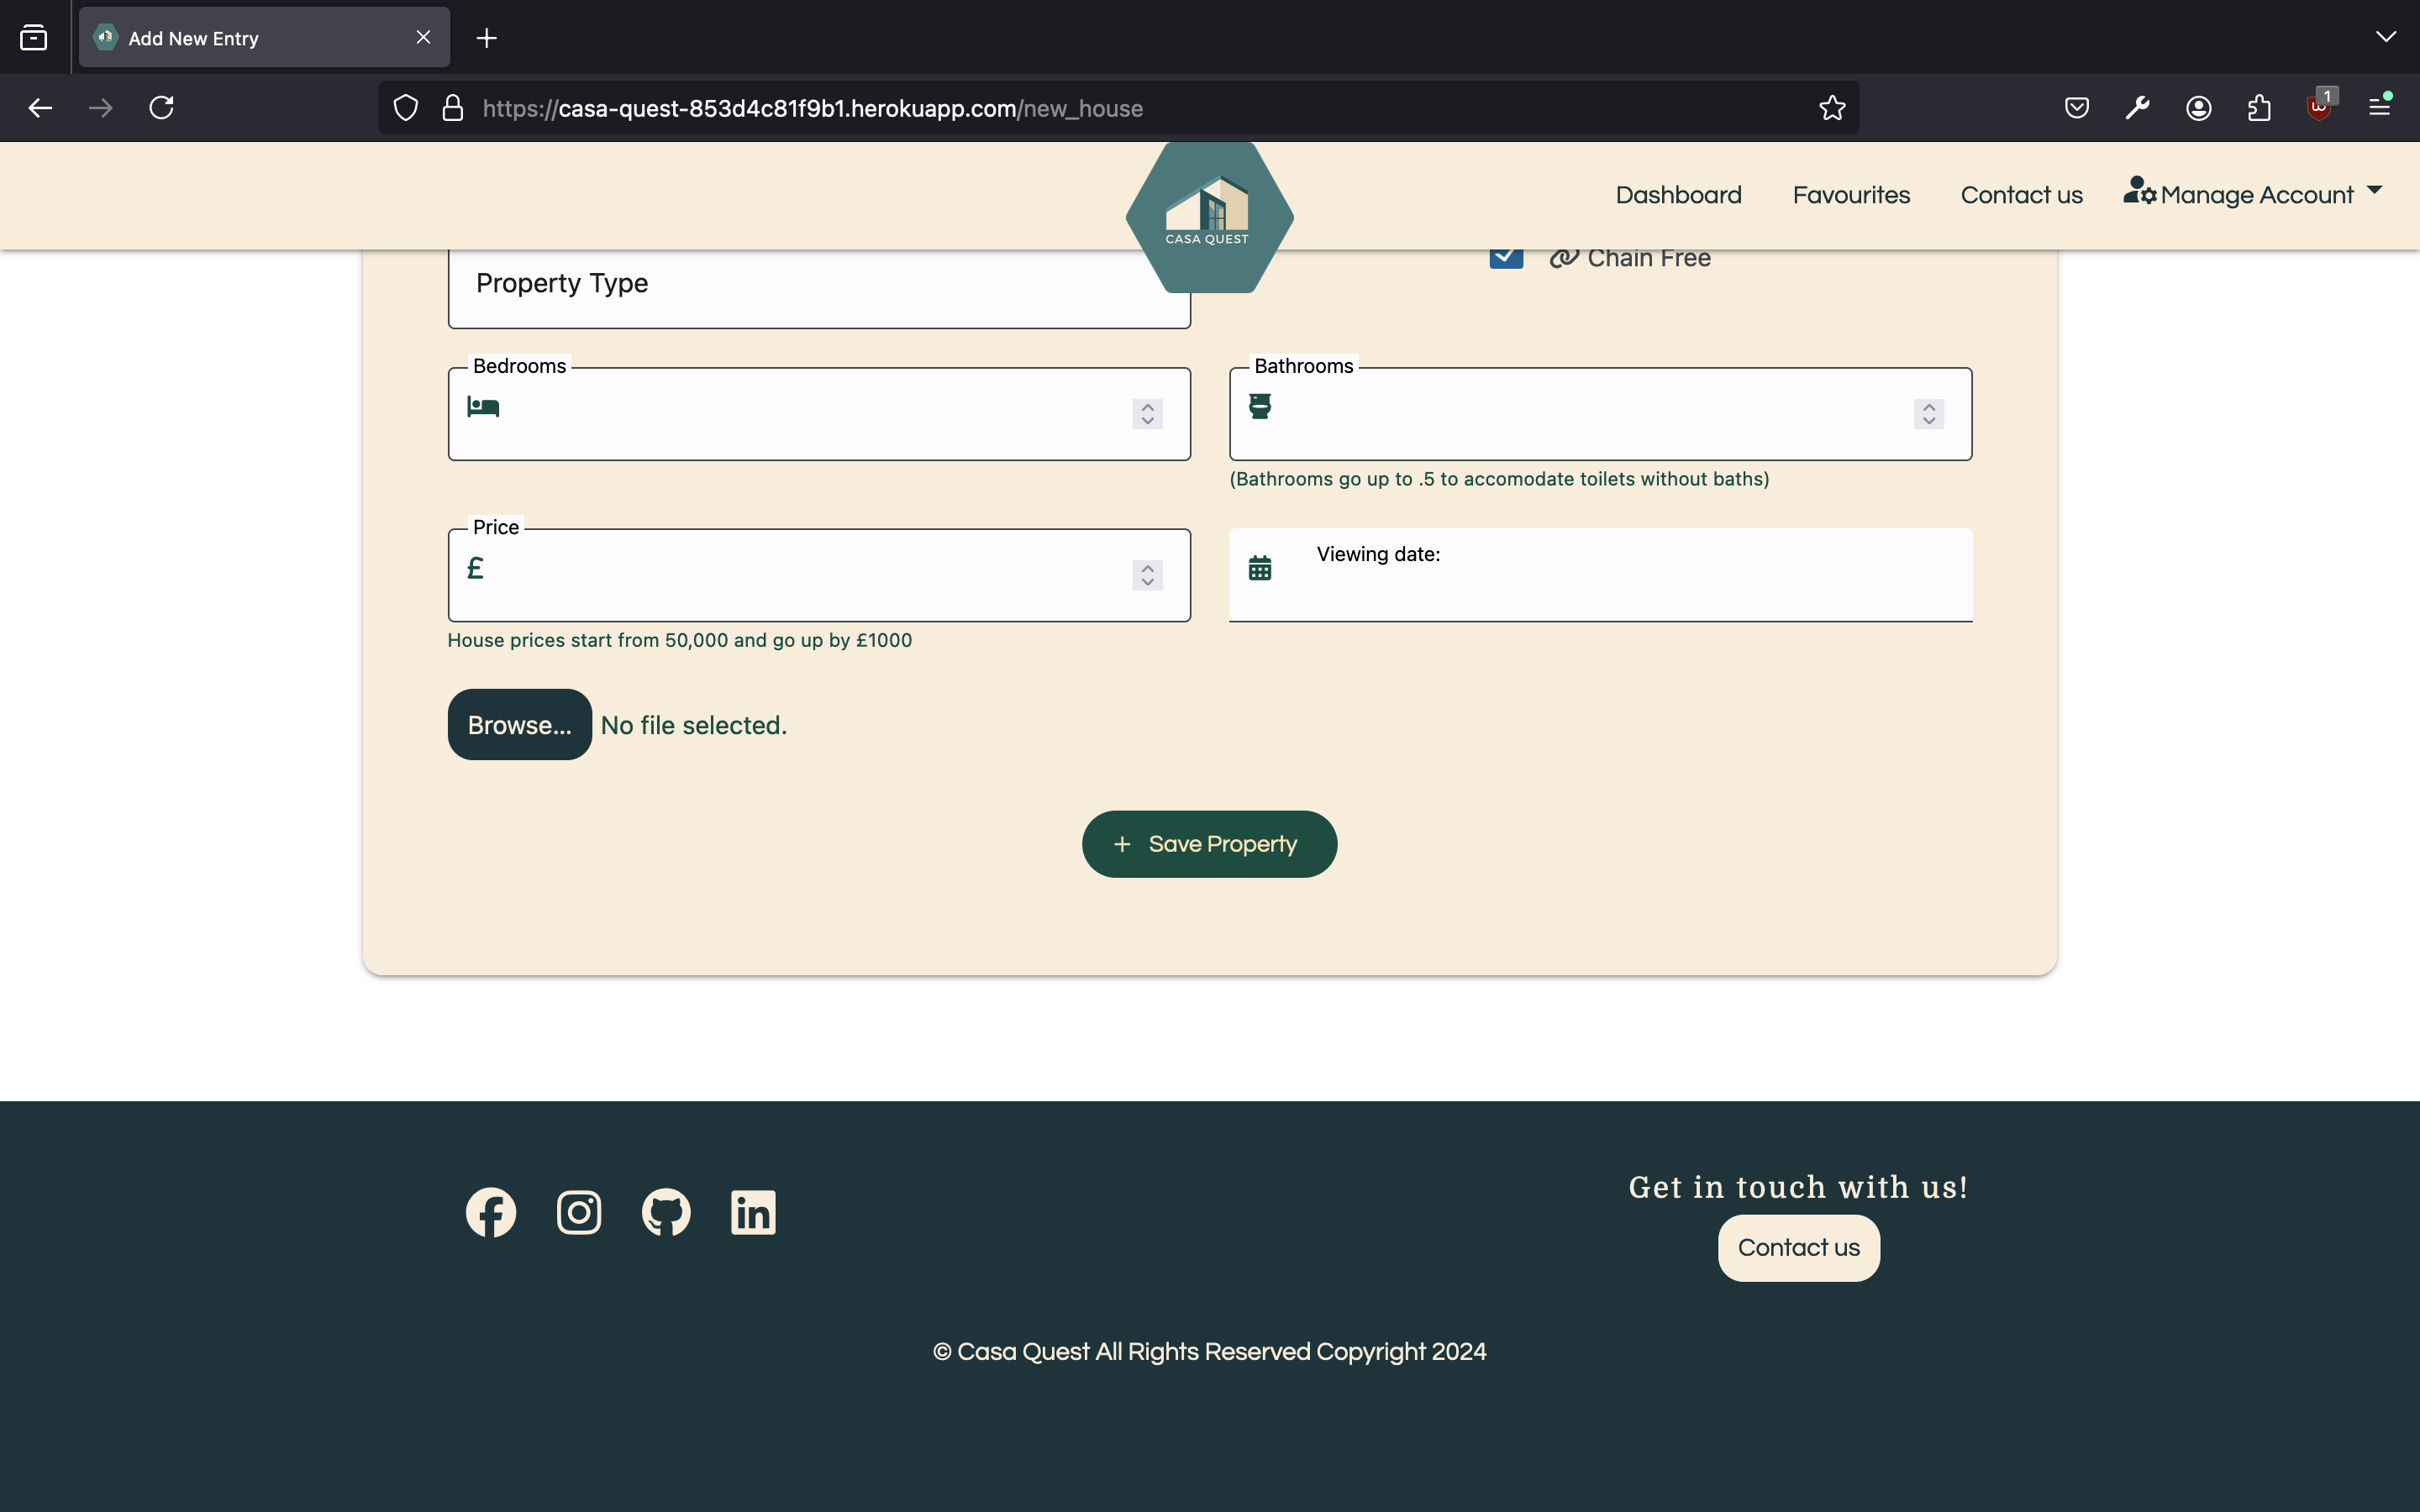 Add New Entry
https://casa-quest-853d4c81f9b1.herokuapp.com/new_house
1
CASA QUEST
Dashboard Favourites Contact us Manage Account
Property Type
Chain Free
Bedrooms
Bathrooms
(Bathrooms go up to .5 to accomodate toilets without baths)
Price
£
Viewing date:
House prices start from 50,000 and go up by £1000
Browse... No file selected.
+ Save Property
Get in touch with us!
Contact us
© Casa Quest All Rights Reserved Copyright 2024